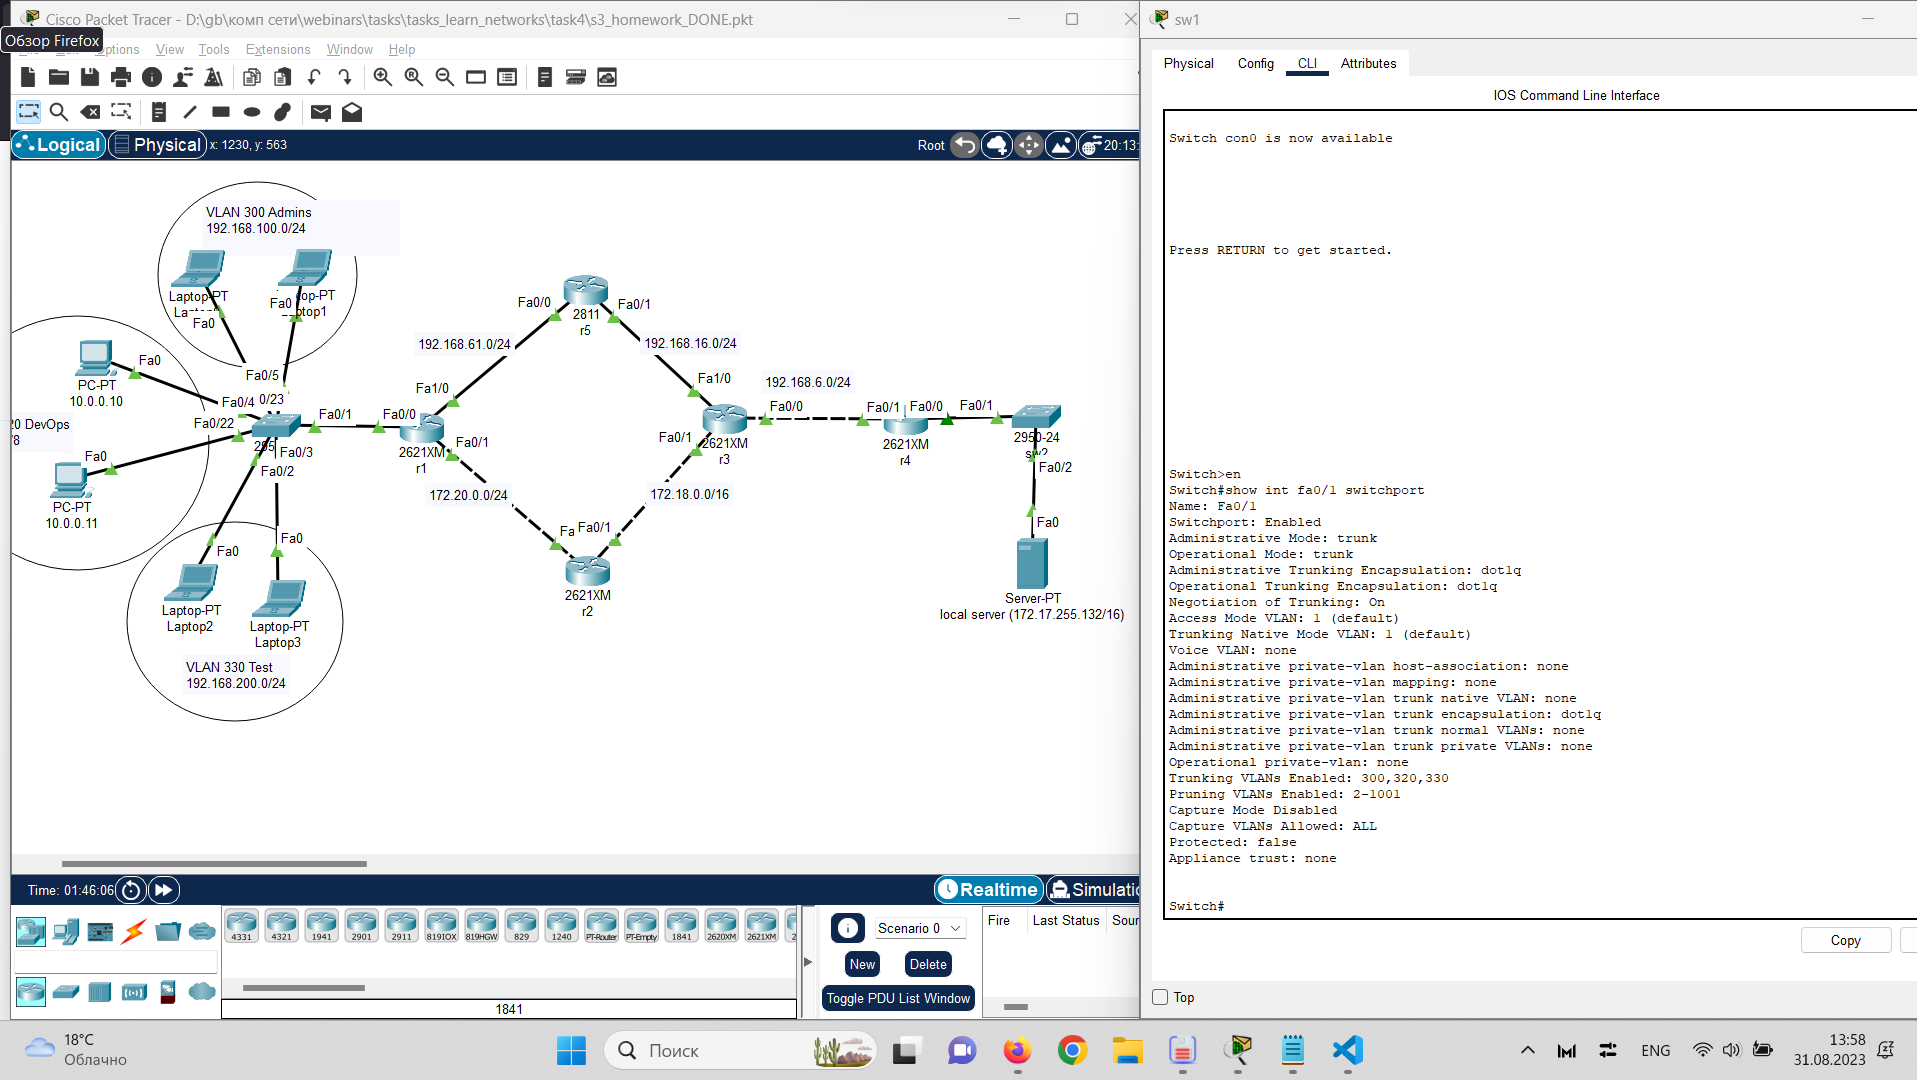 Cisco Packet Tracer - D:\gb\комп сети\webinars\tasks\tasks_learn_networks\task4\s3_homework_DONE.pkt
Обзор Firefox
View Tools Extensions Window Help
Logical
Physical
x: 1230, y: 563
Root
20:13:
VLAN 300 Admins
192.168.100.0/24
Laptop-PT
Fa0
Fa0
PC-PT
10.0.0.10
Fa0
20 DevOps
/8
Fa0
PC-PT
10.0.0.11
Fa0/5
0/23
Fa0/4
Fa0/22
Fa0/3
Fa0/2
Fa0/1
Fa0
Laptop-PT
Laptop2
Fa0
Laptop-PT
Laptop3
VLAN 330 Test
192.168.200.0/24
Fa0/0
2621XM
r1
Fa1/0
Fa0/1
192.168.61.0/24
172.20.0.0/24
Fa0/0
2811
r5
Fa0/1
192.168.16.0/24
Fa1/0
Fa0/0
Fa0/1
2621XM
r3
172.18.0.0/16
Fa0/1
2621XM
r2
192.168.6.0/24
Fa0/1
Fa0/0
2621XM
r4
Fa0/1
2950-24
sw2
Fa0/2
Fa0
Server-PT
local server (172.17.255.132/16)
Time: 01:46:06
Realtime
Simulatio
4331
4321
1941
2901
2911
819IOX
819HGW
829
1240
PT-Router
PT-Empty
1841
2620XM
2621XM
1841
Scenario 0
New
Delete
Toggle PDU List Window
Fire
Last Status
Sour
sw1
Physical
Config
CLI
Attributes
IOS Command Line Interface
Switch con0 is now available
Press RETURN to get started.
Switch>en
Switch#show int fa0/1 switchport
Name: Fa0/1
Switchport: Enabled
Administrative Mode: trunk
Operational Mode: trunk
Administrative Trunking Encapsulation: dot1q
Operational Trunking Encapsulation: dot1q
Negotiation of Trunking: On
Access Mode VLAN: 1 (default)
Trunking Native Mode VLAN: 1 (default)
Voice VLAN: none
Administrative private-vlan host-association: none
Administrative private-vlan mapping: none
Administrative private-vlan trunk native VLAN: none
Administrative private-vlan trunk encapsulation: dot1q
Administrative private-vlan trunk normal VLANs: none
Administrative private-vlan trunk private VLANs: none
Operational private-vlan: none
Trunking VLANs Enabled: 300,320,330
Pruning VLANs Enabled: 2-1001
Capture Mode Disabled
Capture VLANs Allowed: ALL
Protected: false
Appliance trust: none
Switch#
Copy
Top
18°C
Облачно
Поиск
ENG
13:58
31.08.2023